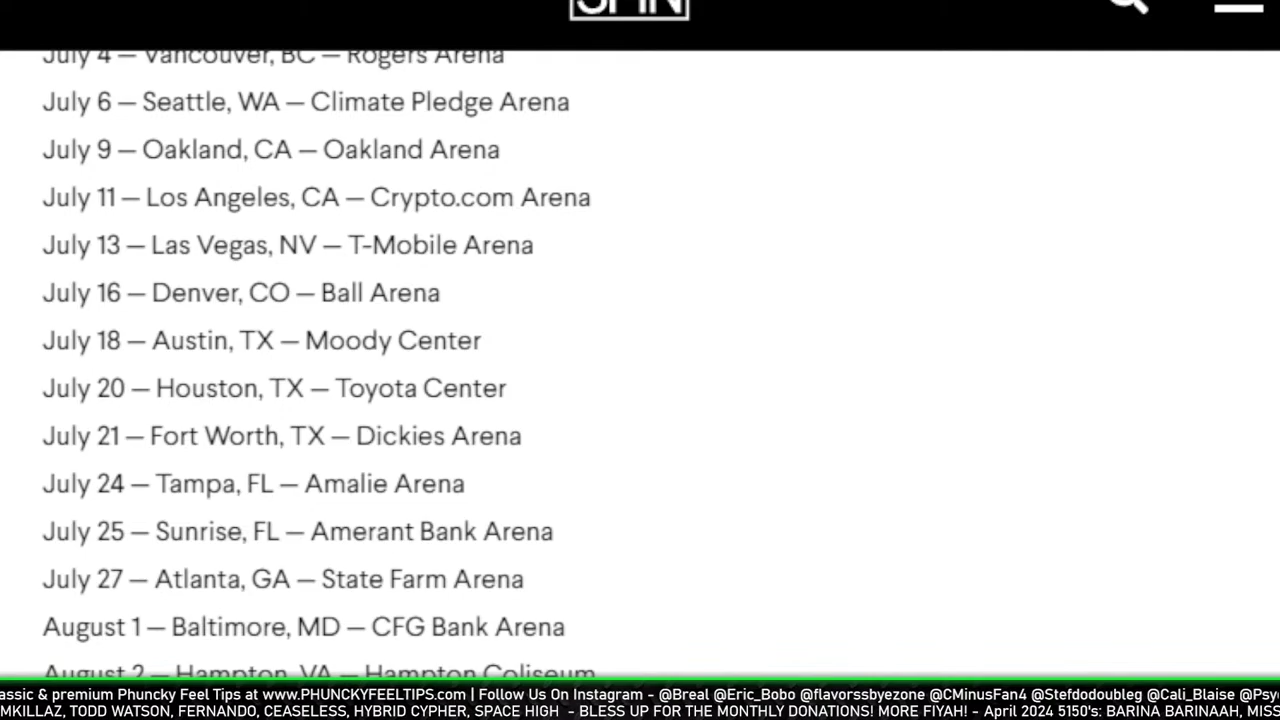 SPIN
July 4 — Vancouver, BC — Rogers Arena
July 6 — Seattle, WA — Climate Pledge Arena
July 9 — Oakland, CA — Oakland Arena
July 11 — Los Angeles, CA — Crypto.com Arena
July 13 — Las Vegas, NV — T-Mobile Arena
July 16 — Denver, CO — Ball Arena
July 18 — Austin, TX — Moody Center
July 20 — Houston, TX — Toyota Center
July 21 — Fort Worth, TX — Dickies Arena
July 24 — Tampa, FL — Amalie Arena
July 25 — Sunrise, FL — Amerant Bank Arena
July 27 — Atlanta, GA — State Farm Arena
August 1 — Baltimore, MD — CFG Bank Arena
August 2 — Hampton, VA — Hampton Coliseum
assic & premium Phuncky Feel Tips at www.PHUNCKYFEELTIPS.com | Follow Us On Instagram - @Breal @Eric_Bobo @flavorssbyezone @CMinusFan4 @Stefdodoubleg @Cali_Blaise @Psy
MKILLAZ, TODD WATSON, FERNANDO, CEASELESS, HYBRID CYPHER, SPACE HIGH - BLESS UP FOR THE MONTHLY DONATIONS! MORE FIYAH! - April 2024 5150's: BARINA BARINAAH, MISS